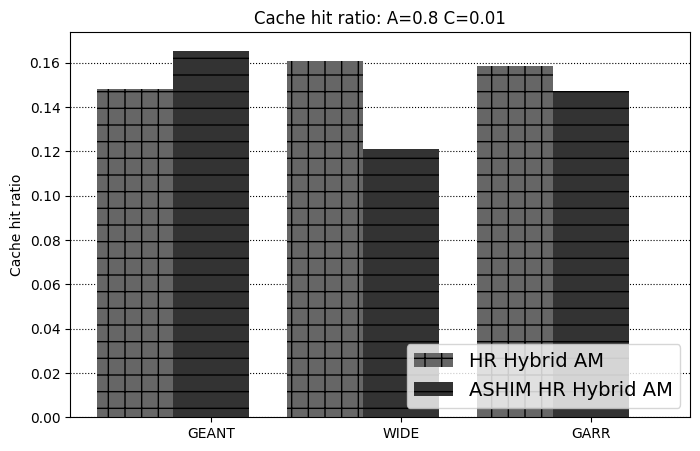 Cache hit ratio: A=0.8 C=0.01
Cache hit ratio
0.16
0.14
0.12
0.10
0.08
0.06
0.04
0.02
0.00
HR Hybrid AM
ASHIM HR Hybrid AM
GEANT
WIDE
GARR